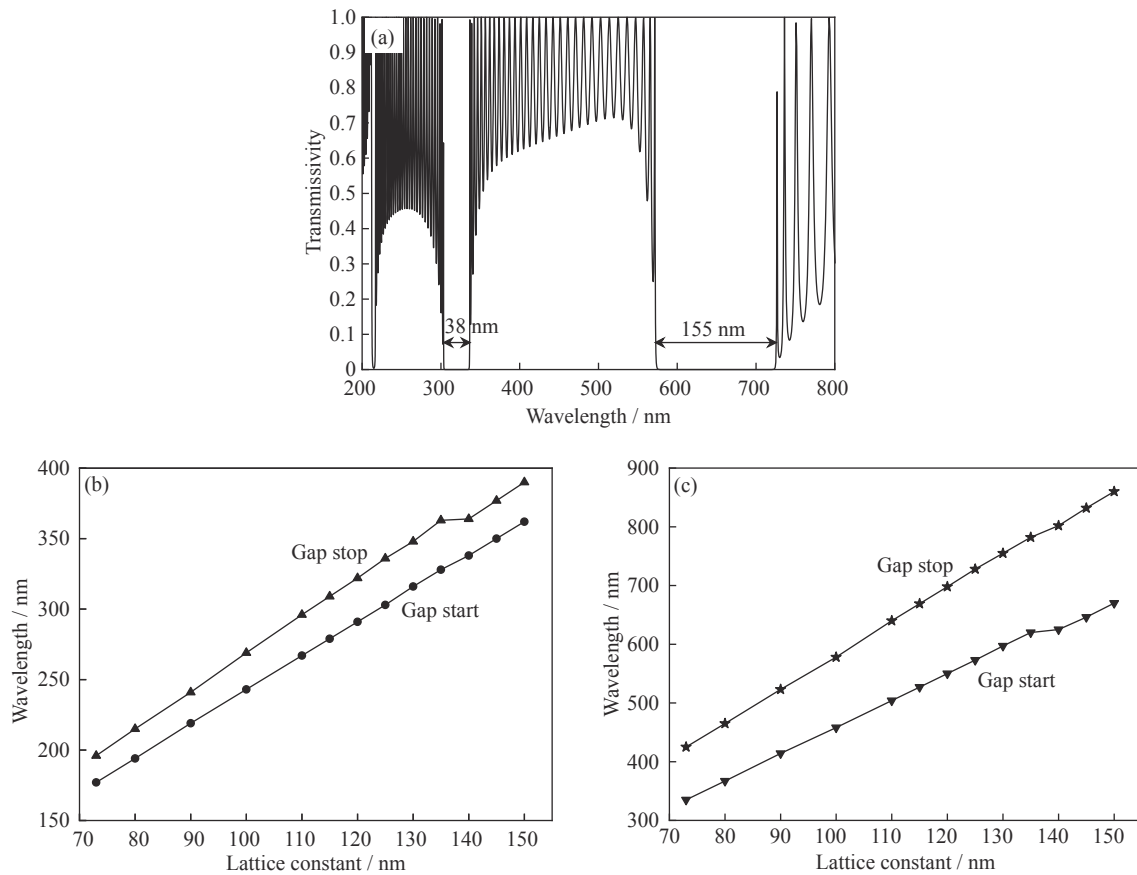 (a)
Transmissivity
1.0
0.9
0.8
0.7
0.6
0.5
0.4
0.3
0.2
0.1
0
38 nm
155 nm
200 300 400 500 600 700 800
Wavelength / nm
(b)
Wavelength / nm
400
350
300
250
200
150
Gap stop
Gap start
70 80 90 100 110 120 130 140 150
Lattice constant / nm
(c)
Wavelength / nm
900
800
700
600
500
400
300
Gap stop
Gap start
70 80 90 100 110 120 130 140 150
Lattice constant / nm